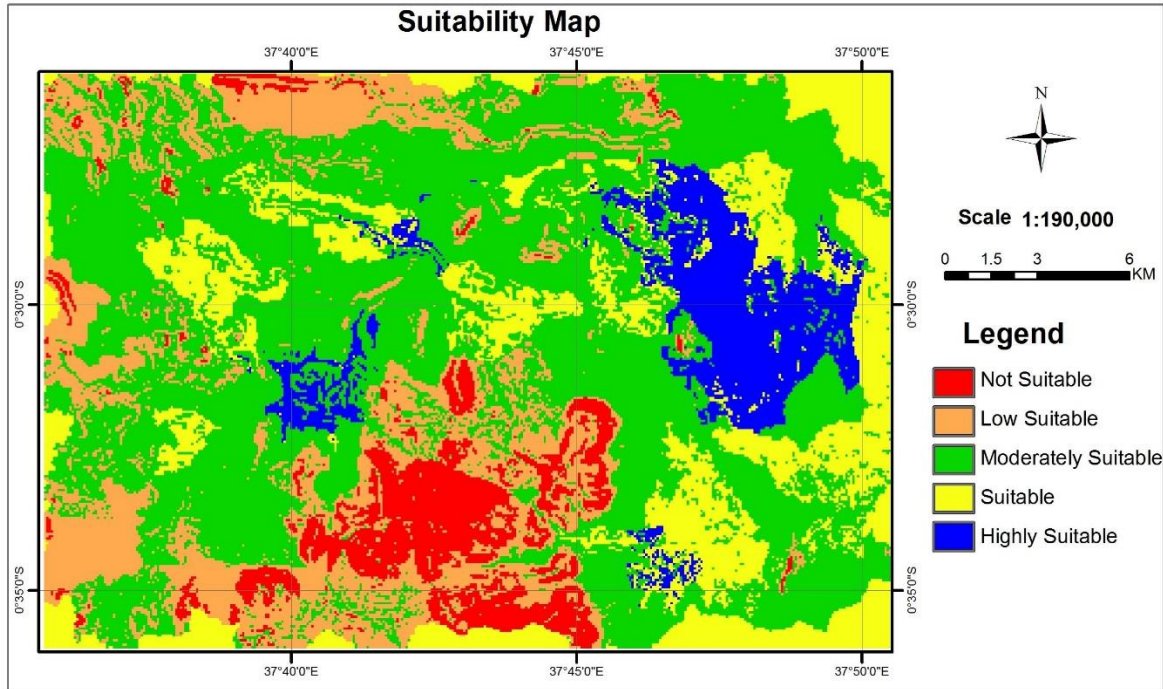 Suitability Map
37°40'0"E 37°45'0"E 37°50'0"E
N
Scale 1:190,000
0 1.5 3 6
KM
0°30'0"S 0°30'0"S
Legend
Not Suitable
Low Suitable
Moderately Suitable
Suitable
Highly Suitable
0°35'0"S 0°35'0"S
37°40'0"E 37°45'0"E 37°50'0"E